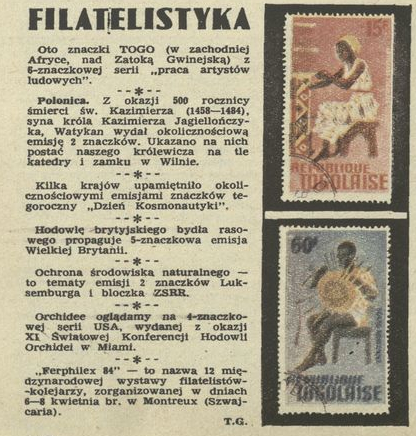 FILATELISTYKA
Oto znaczki TOGO (w zachodniej
Afryce, nad Zatoką Gwinejską) z
5-znaczkowej serii „praca artystów
ludowych".
--*--
Polonica. Z okazji 500 rocznicy
śmierci św. Kazimierza (1458—1484),
syna króla Kazimierza Jagiellończy-
ka, Watykan wydał okolicznościową
emisję 2 znaczków. Ukazano na nich
postać naszego królewicza na tle
katedry i zamku w Wilnie.
--*--
Kilka krajów upamiętniło okoli-
cznościowymi emisjami znaczków te-
goroczny „Dzień Kosmonautyki".
--*--
Hodowlę brytyjskiego bydła raso-
wego propaguje 5-znaczkowa emisja
Wielkiej Brytanii.
--*--
Ochrona środowiska naturalnego —
to tematy emisji 2 znaczków Luk-
semburga i bloczka ZSRR.
--*--
Orchidee oglądamy na 4-znaczko-
wej serii USA, wydanej z okazji
XI Światowej Konferencji Hodowli
Orchidei w Miami.
--*--
„Ferphilex 84" — to nazwa 12 mię-
dzynarodowej wystawy filatelistów-
-kolejarzy, zorganizowanej w dniach
6—8 kwietnia br. w Montreux (Szwaj-
caria).
T.G.
15F
REPUBLIQUE
TOGOLAISE
60F
REPUBLIQUE
TOGOLAISE